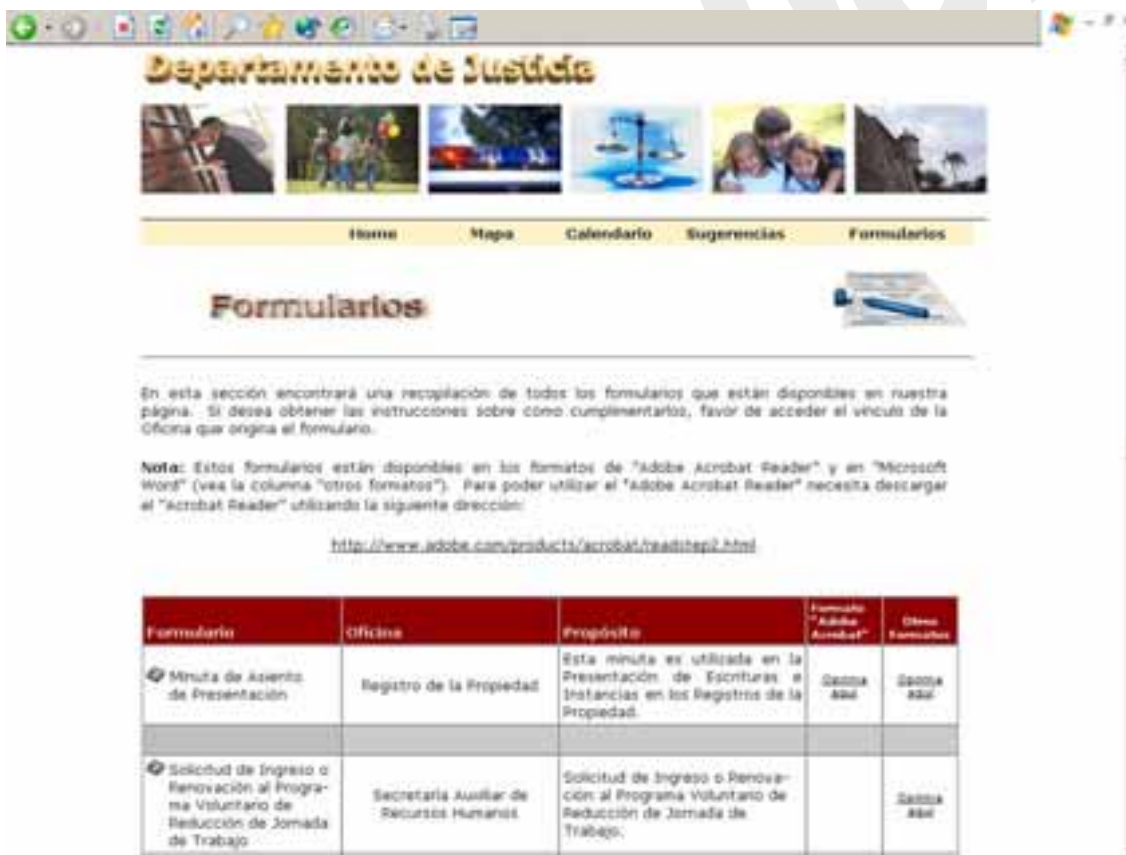 Departamento de Justicia
Home Mapa Calendario Sugerencias Formularios
Formularios
En esta sección encontrará una recopilación de todos los formularios que están disponibles en nuestra
página. Si desea obtener las instrucciones sobre como cumplimentarlos, favor de acceder el vínculo de la
Oficina que origina el formulario.
Nota: Estos formularios están disponibles en los formatos de "Adobe Acrobat Reader" y en "Microsoft
Word" (vea la columna "otros formatos"). Para poder utilizar el "Adobe Acrobat Reader" necesita descargar
el "Acrobat Reader" utilizando la siguiente dirección:
http://www.adobe.com/products/acrobat/readstep2.html
Formulario Oficina Propósito Formato "Adobe Acrobat" Otros Formatos
Minuta de Asiento
de Presentación
Registro de la Propiedad
Esta minuta es utilizada en la
Presentación de Escrituras e
Instancias en los Registros de la
Propiedad.
Oprima
aquí
Oprima
aquí
Solicitud de Ingreso o
Renovación al Progra-
ma Voluntario de
Reducción de Jornada
de Trabajo
Secretaría Auxiliar de
Recursos Humanos
Solicitud de Ingreso o Renova-
ción al Programa Voluntario de
Reducción de Jornada de
Trabajo.
Oprima
aquí